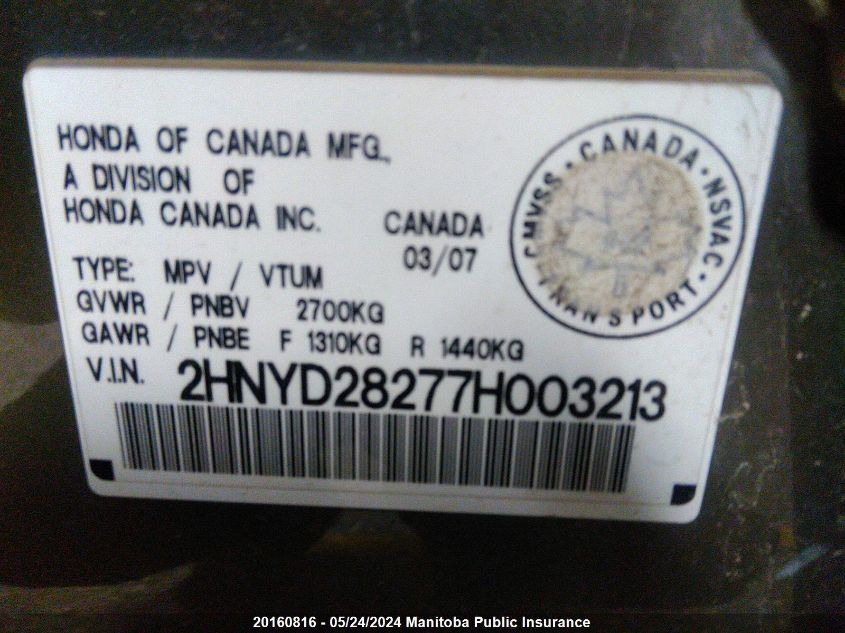 HONDA OF CANADA MFG.,
A DIVISION OF
HONDA CANADA INC.
CANADA
03/07
TYPE: MPV / VTUM
GVWR / PNBV 2700KG
GAWR / PNBE F 1310KG R 1440KG
V.I.N. 2HNYD28277H003213
CMVSS · CANADA · NSVAC ·
TRANSPORT
20160816 - 05/24/2024 Manitoba Public Insurance